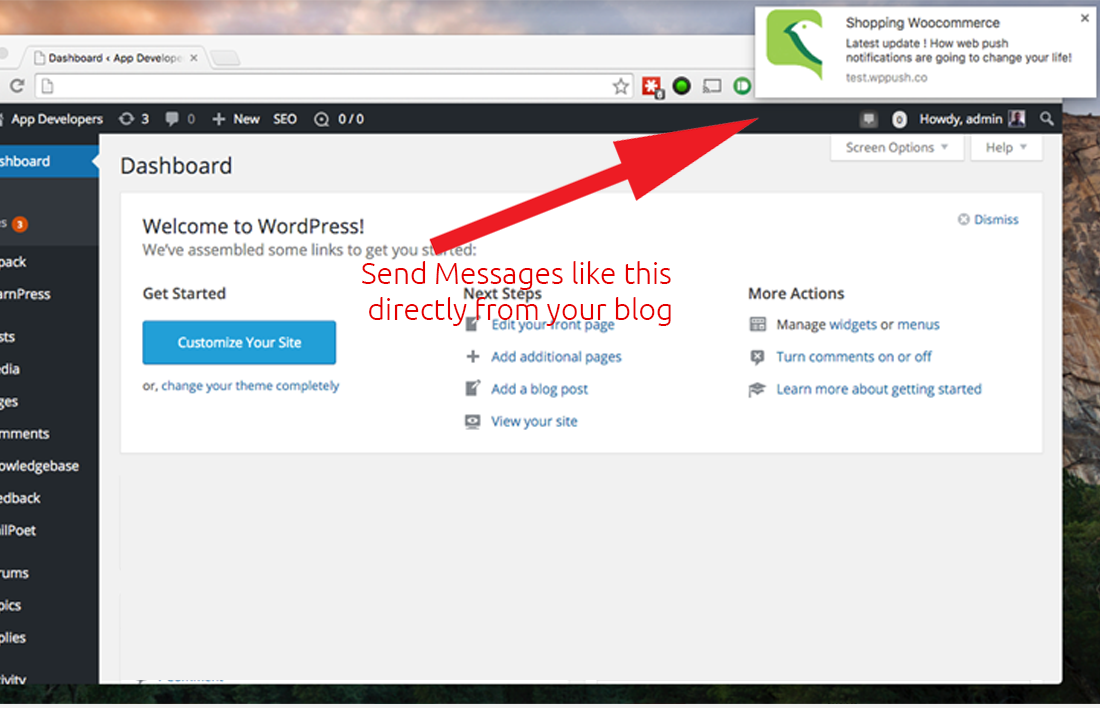 Shopping Woocommerce
Latest update ! How web push
notifications are going to change your life!
test.wppush.co
Dashboard ‹ App Develope
App Developers 3 0 New SEO 0 / 0
0 Howdy, admin
Screen Options Help
shboard
Dashboard
Welcome to WordPress!
Dismiss
We've assembled some links to get you started:
Send Messages like this
directly from your blog
Get Started
Next Steps
More Actions
Customize Your Site
or, change your theme completely
Edit your front page
Add additional pages
Add a blog post
View your site
Manage widgets or menus
Turn comments on or off
Learn more about getting started
s 3
pack
arnPress
sts
edia
ges
mments
owledgebase
edback
ilPoet
rums
pics
plies
tivity